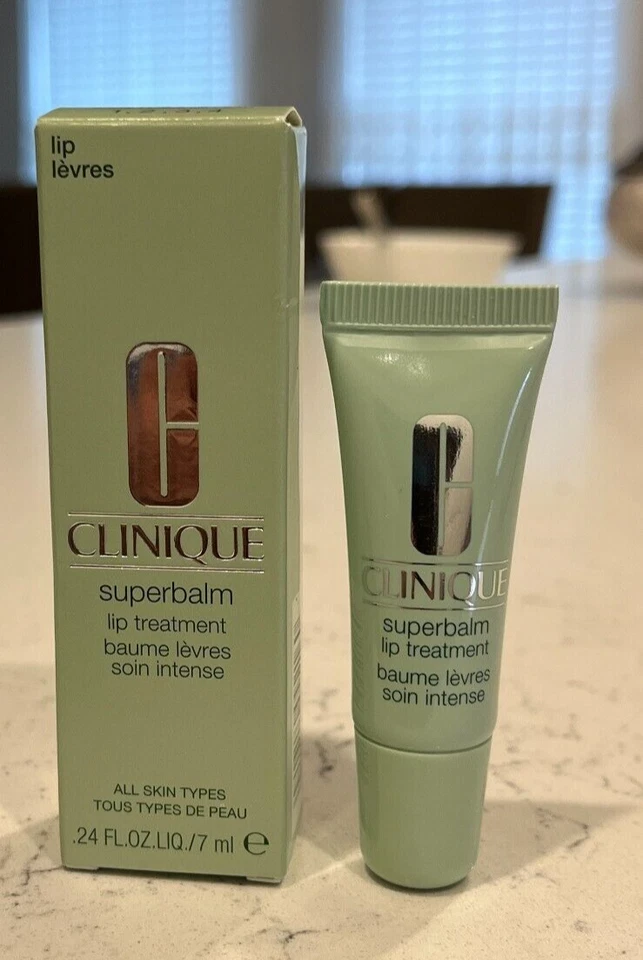 lip
lèvres
CLINIQUE
superbalm
lip treatment
baume lèvres
soin intense
ALL SKIN TYPES
TOUS TYPES DE PEAU
.24 FL.OZ.LIQ./7 ml e
CLINIQUE
superbalm
lip treatment
baume lèvres
soin intense